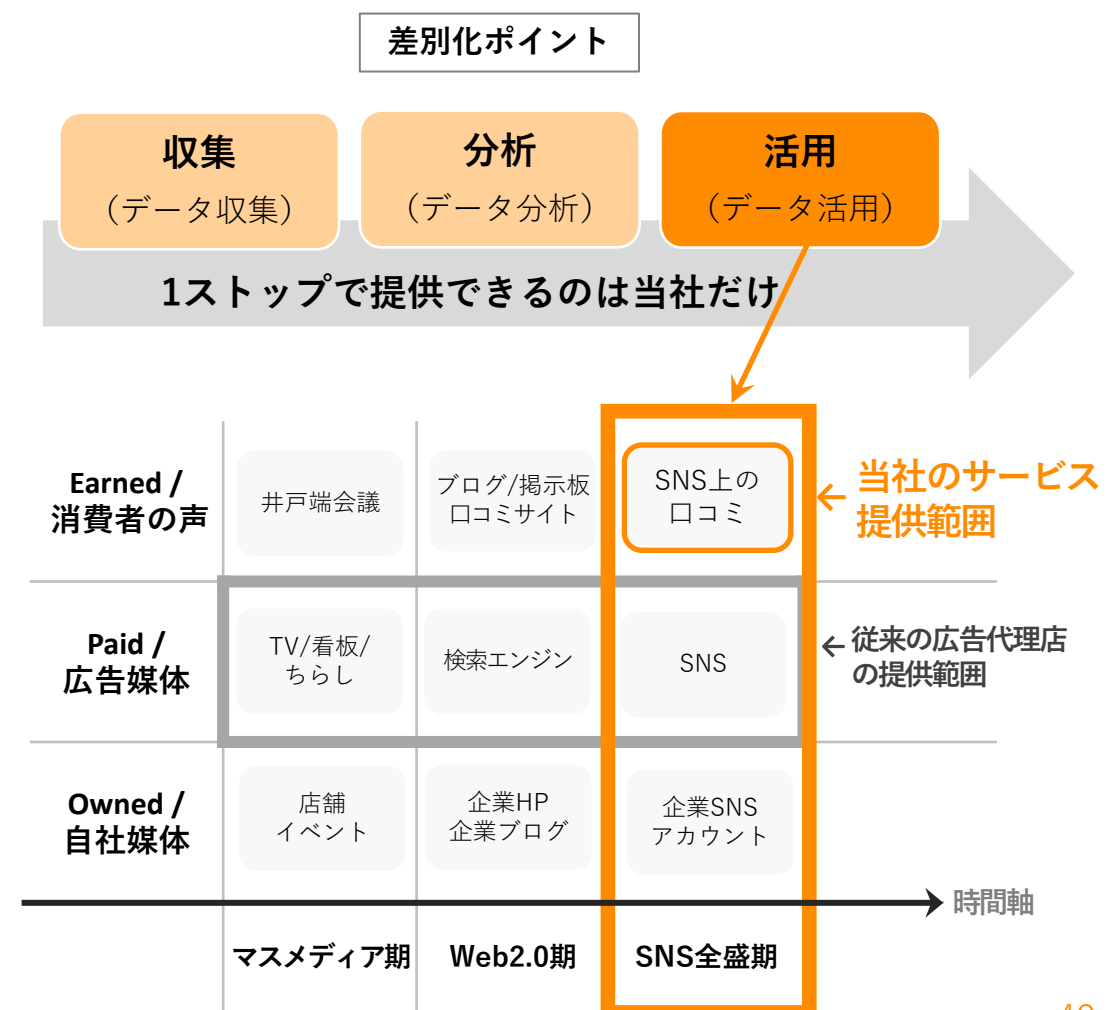 差別化ポイント
収集
(データ収集)
分析
(データ分析)
活用
(データ活用)
1ストップで提供できるのは当社だけ
Earned /
消費者の声
井戸端会議
ブログ/掲示板
口コミサイト
SNS上の
口コミ
← 当社のサービス
提供範囲
Paid /
広告媒体
TV/看板/
ちらし
検索エンジン
SNS
← 従来の広告代理店
の提供範囲
Owned /
自社媒体
店舗
イベント
企業HP
企業ブログ
企業SNS
アカウント
時間軸
マスメディア期
Web2.0期
SNS全盛期